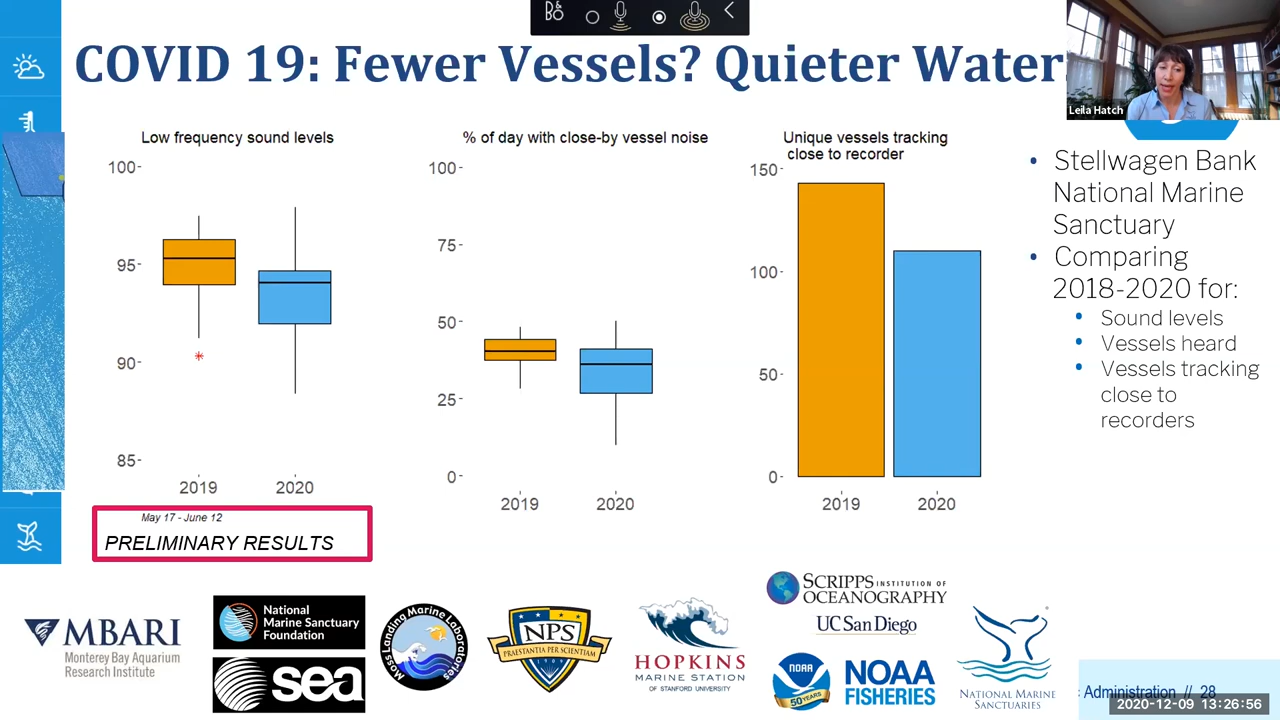 COVID 19: Fewer Vessels? Quieter Water
Leila Hatch
Low frequency sound levels
100
95
90
85
2019
2020
% of day with close-by vessel noise
100
75
50
25
0
2019
2020
Unique vessels tracking
close to recorder
150
100
50
0
2019
2020
• Stellwagen Bank
National Marine
Sanctuary
• Comparing
2018-2020 for:
• Sound levels
• Vessels heard
• Vessels tracking
close to
recorders
May 17 - June 12
PRELIMINARY RESULTS
MBARI
Monterey Bay Aquarium
Research Institute
National
Marine Sanctuary
Foundation
sea
Moss Landing Marine Laboratories
NPS
PRAESTANTIA PER SCIENTIAM
1909
HOPKINS
MARINE STATION
OF STANFORD UNIVERSITY
SCRIPPS INSTITUTION OF
OCEANOGRAPHY
UC San Diego
NOAA
50 YEARS
NOAA
FISHERIES
NATIONAL MARINE
SANCTUARIES
: Administration // 28
2020-12-09 13:26:56